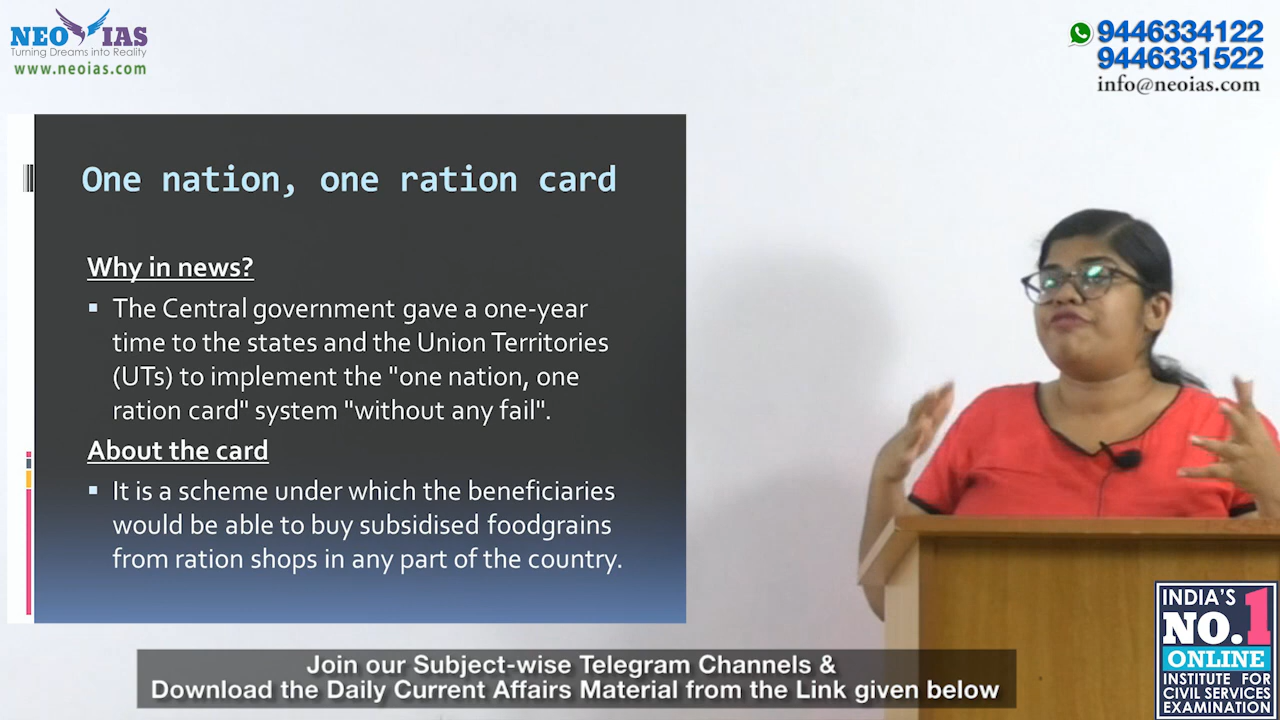 NEO IAS
Turning Dreams into Reality
www.neoias.com
9446334122
9446331522
info@neoias.com
One nation, one ration card
Why in news?
The Central government gave a one-year
time to the states and the Union Territories
(UTs) to implement the "one nation, one
ration card" system "without any fail".
About the card
It is a scheme under which the beneficiaries
would be able to buy subsidised foodgrains
from ration shops in any part of the country.
INDIA'S
NO.1
ONLINE
INSTITUTE FOR
CIVIL SERVICES
EXAMINATION
Join our Subject-wise Telegram Channels &
Download the Daily Current Affairs Material from the Link given below